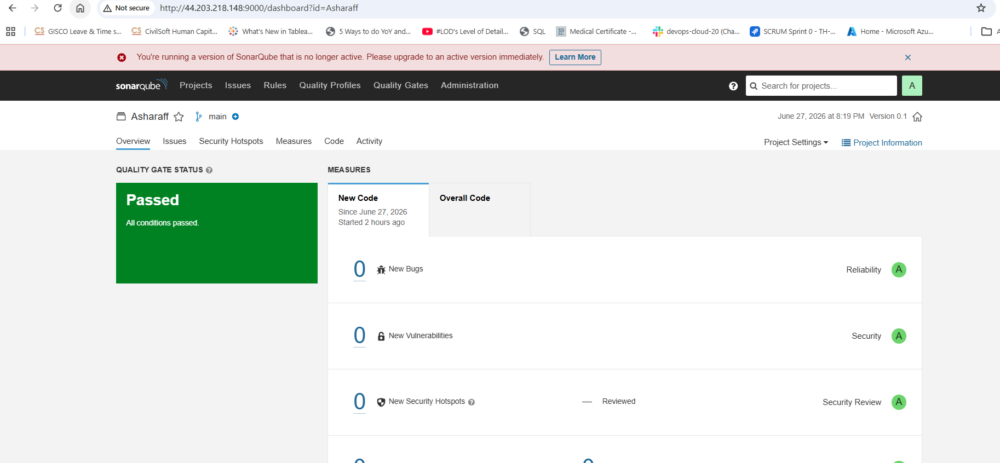 Not secure http://44.203.218.148:9000/dashboard?id=Asharaff
GISCO Leave & Time s... CivilSoft Human Capit... What's New in Tablea... 5 Ways to do YoY and... #LOD's Level of Detail... SQL Medical Certificate -... devops-cloud-20 (Cha... SCRUM Sprint 0 - TH-... Home - Microsoft Azu...
You're running a version of SonarQube that is no longer active. Please upgrade to an active version immediately. Learn More
sonarqube Projects Issues Rules Quality Profiles Quality Gates Administration Search for projects... A
Asharaff main June 27, 2026 at 8:19 PM Version 0.1
Overview Issues Security Hotspots Measures Code Activity Project Settings Project Information
QUALITY GATE STATUS
Passed
All conditions passed.
MEASURES
New Code
Since June 27, 2026
Started 2 hours ago
Overall Code
0 New Bugs Reliability A
0 New Vulnerabilities Security A
0 New Security Hotspots — Reviewed Security Review A